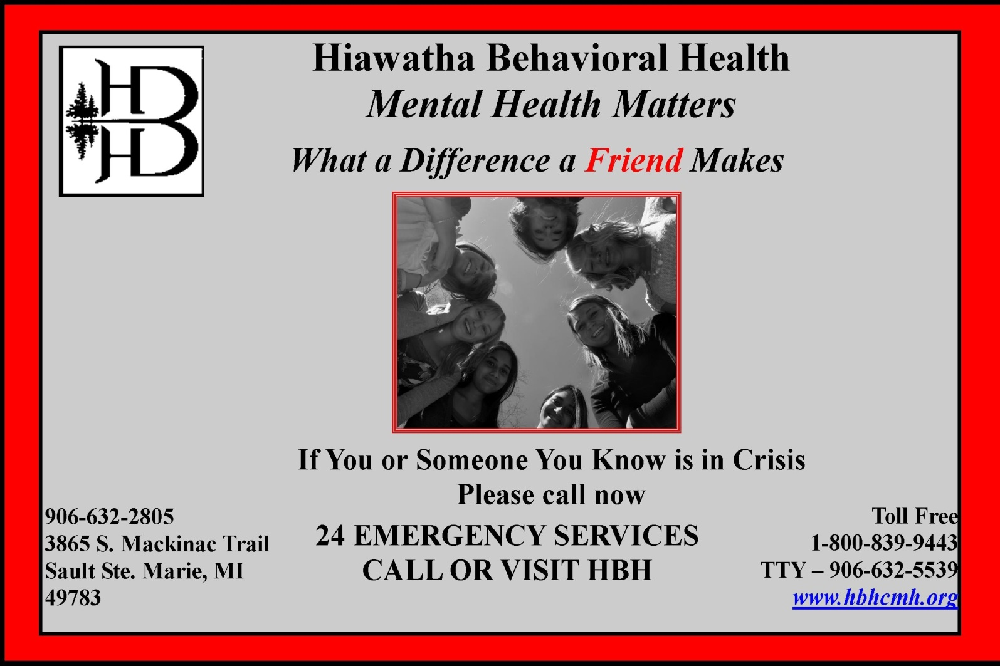 HB
Hiawatha Behavioral Health
Mental Health Matters
What a Difference a Friend Makes
If You or Someone You Know is in Crisis
Please call now
24 EMERGENCY SERVICES
CALL OR VISIT HBH
906-632-2805
3865 S. Mackinac Trail
Sault Ste. Marie, MI
49783
Toll Free
1-800-839-9443
TTY – 906-632-5539
www.hbhcmh.org